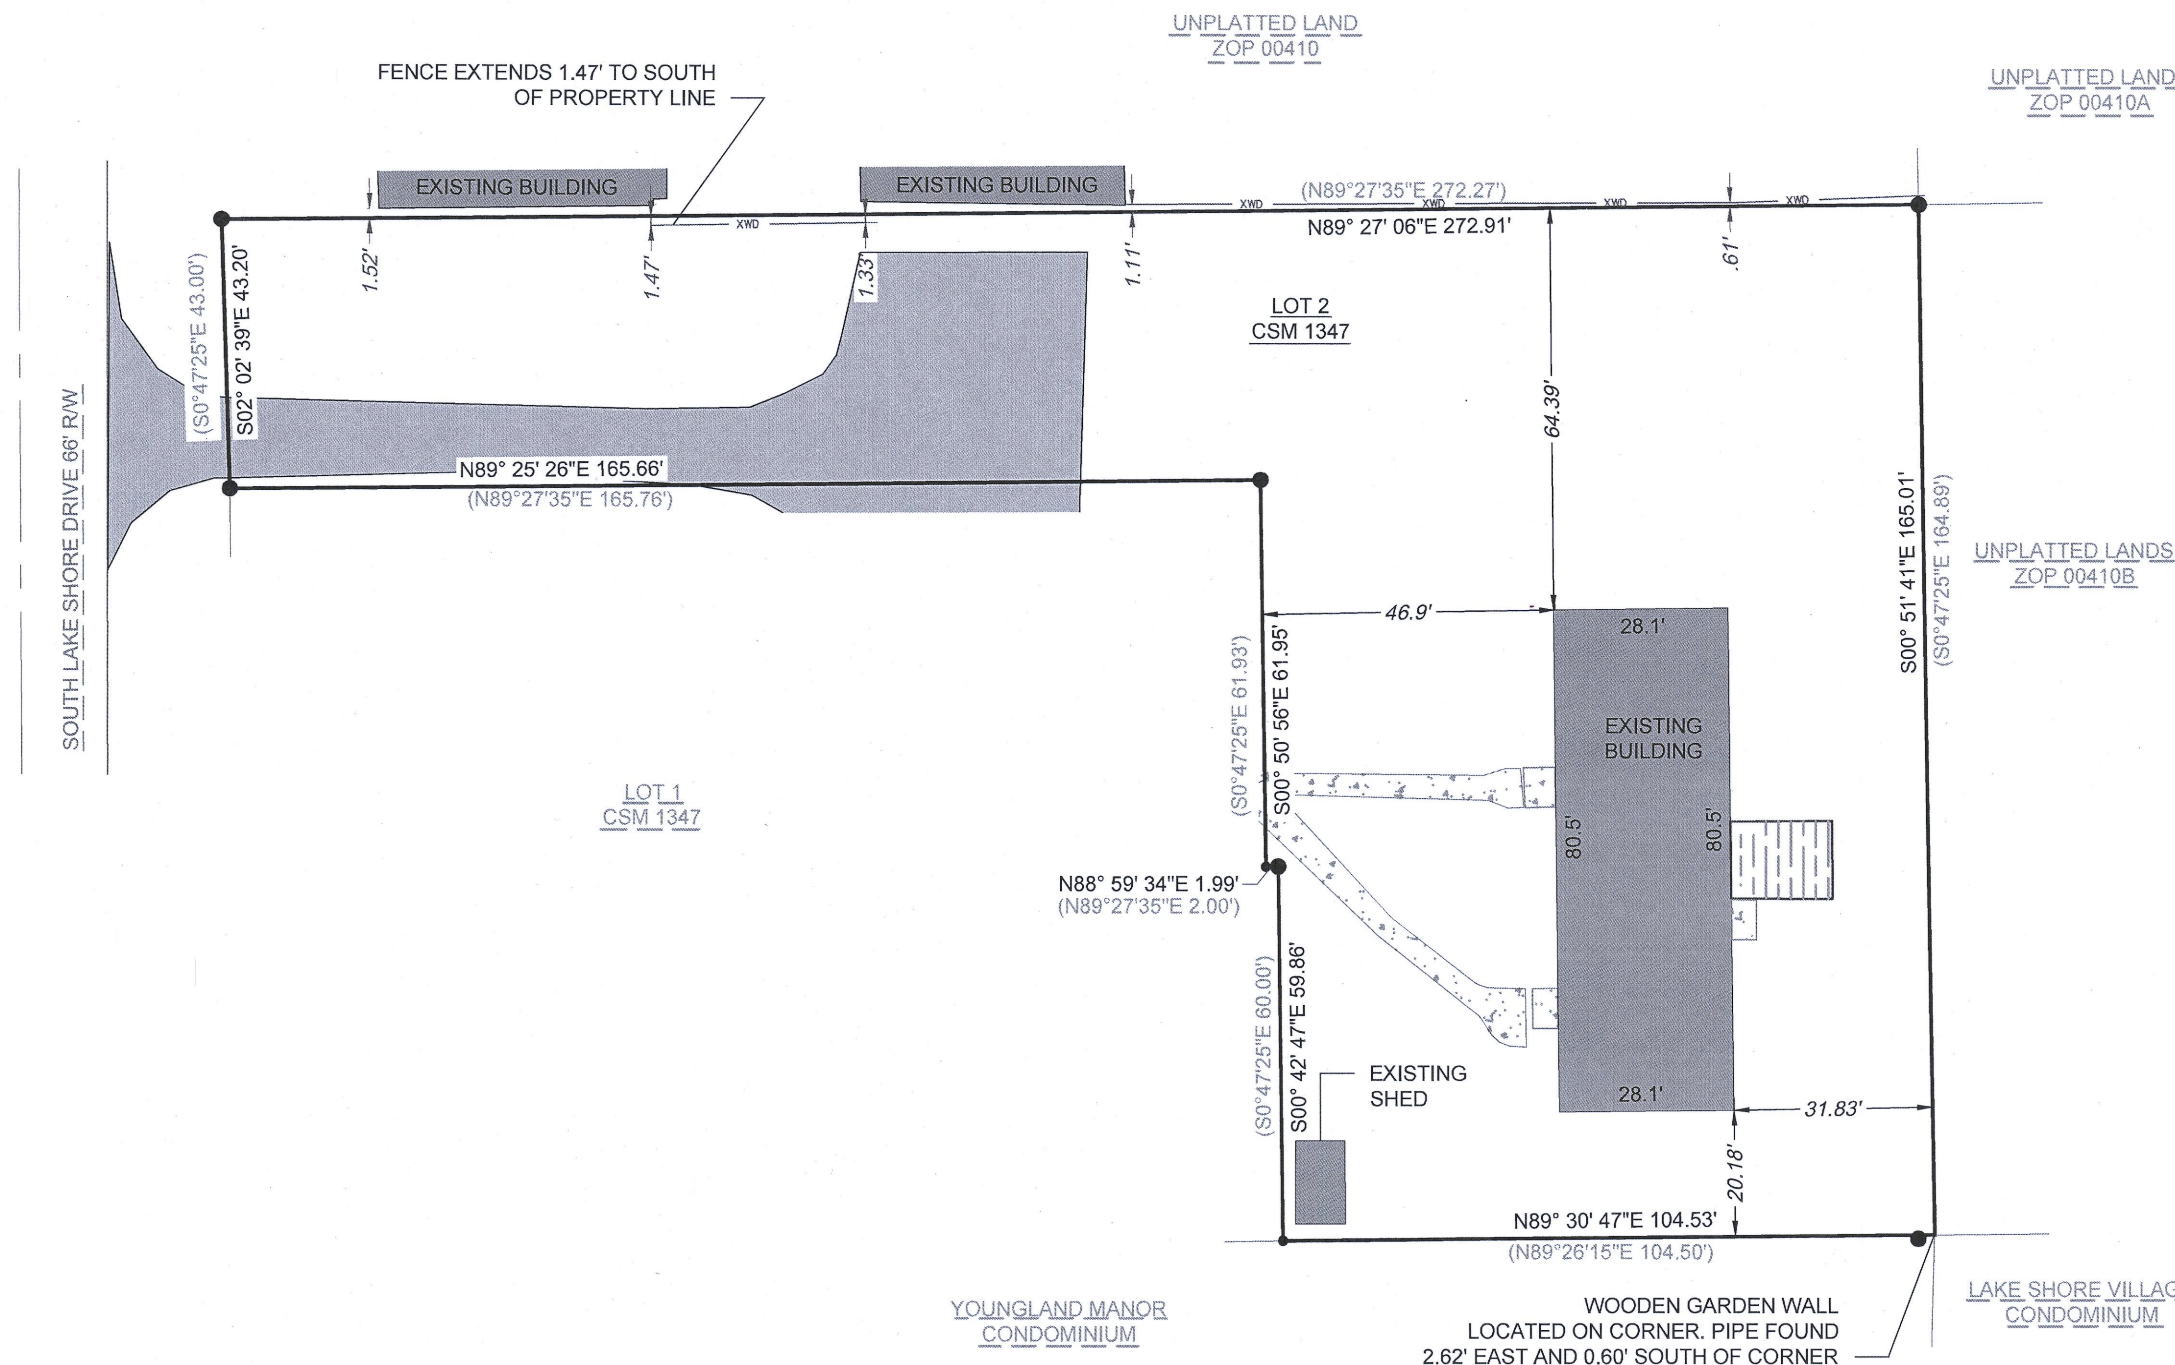 UNPLATTED LAND
ZOP 00410
UNPLATTED LAND
ZOP 00410A
FENCE EXTENDS 1.47' TO SOUTH
OF PROPERTY LINE
EXISTING BUILDING
EXISTING BUILDING
(N89°27'35"E 272.27')
XWD
XWD
XWD
XWD
XWD
N89° 27' 06"E 272.91'
1.52'
1.47'
1.33'
1.11'
.61'
(S0°47'25"E 43.00')
S02° 02' 39"E 43.20'
LOT 2
CSM 1347
64.39'
SOUTH LAKE SHORE DRIVE 66' R/W
N89° 25' 26"E 165.66'
(N89°27'35"E 165.76')
S00° 51' 41"E 165.01'
(S0°47'25"E 164.89')
UNPLATTED LANDS
ZOP 00410B
46.9'
28.1'
(S0°47'25"E 61.93')
S00° 50' 56"E 61.95'
EXISTING
BUILDING
LOT 1
CSM 1347
80.5'
80.5'
N88° 59' 34"E 1.99'
(N89°27'35"E 2.00')
(S0°47'25"E 60.00')
S00° 42' 47"E 59.86'
EXISTING
SHED
28.1'
31.83'
20.18'
N89° 30' 47"E 104.53'
(N89°26'15"E 104.50')
YOUNGLAND MANOR
CONDOMINIUM
WOODEN GARDEN WALL
LOCATED ON CORNER. PIPE FOUND
2.62' EAST AND 0.60' SOUTH OF CORNER
LAKE SHORE VILLAG
CONDOMINIUM